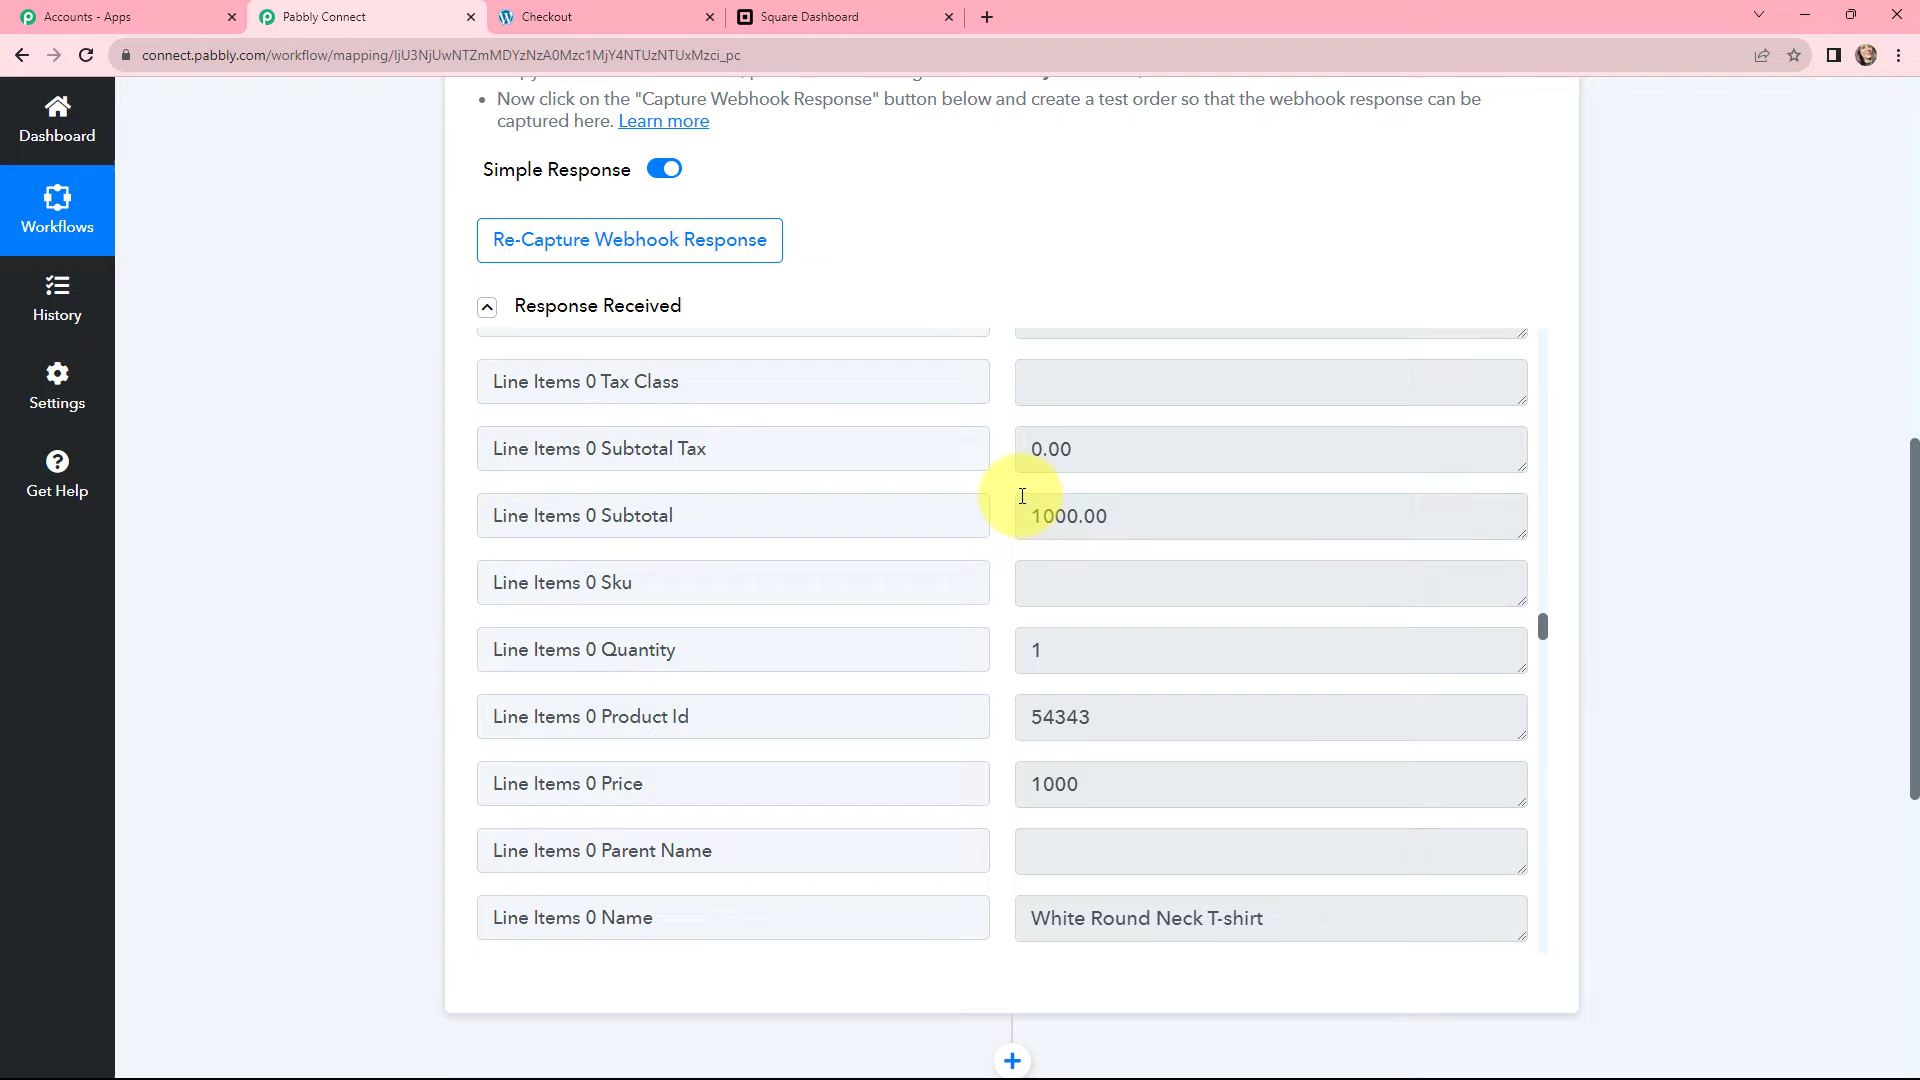 Accounts - Apps
Pabbly Connect
Checkout
Square Dashboard
connect.pabbly.com/workflow/mapping/IjU3NjUwNTZmMDYzNzA0Mzc1MjY4NTUzNTUxMzci_pc
Dashboard
Workflows
History
Settings
Get Help
Now click on the "Capture Webhook Response" button below and create a test order so that the webhook response can be
captured here. Learn more
Simple Response
Re-Capture Webhook Response
Response Received
Line Items 0 Tax Class
Line Items 0 Subtotal Tax 0.00
Line Items 0 Subtotal 1000.00
Line Items 0 Sku
Line Items 0 Quantity 1
Line Items 0 Product Id 54343
Line Items 0 Price 1000
Line Items 0 Parent Name
Line Items 0 Name White Round Neck T-shirt